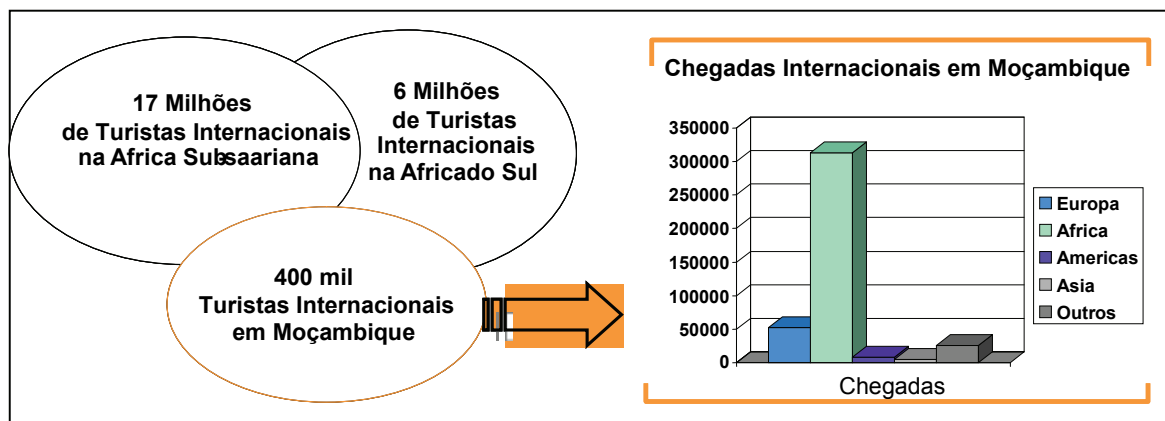 17 Milhões
de Turistas Internacionais
na Africa Subsaariana
6 Milhões
de Turistas
Internacionais
na Africado Sul
400 mil
Turistas Internacionais
em Moçambique
Chegadas Internacionais em Moçambique
350000
300000
250000
200000
150000
100000
50000
0
Chegadas
Europa
Africa
Americas
Asia
Outros